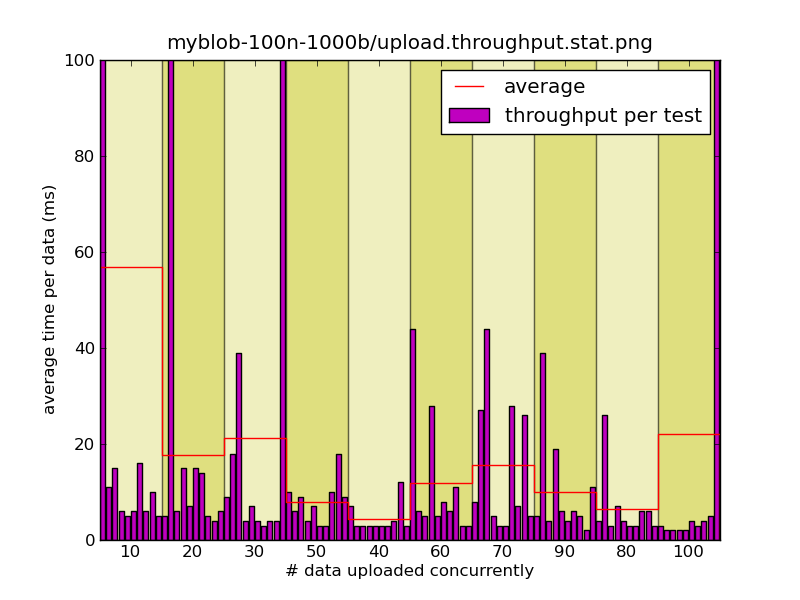 myblob-100n-1000b/upload.throughput.stat.png
average
throughput per test
average time per data (ms)
100
80
60
40
20
0
10 20 30 50 40 60 70 90 80 100
# data uploaded concurrently